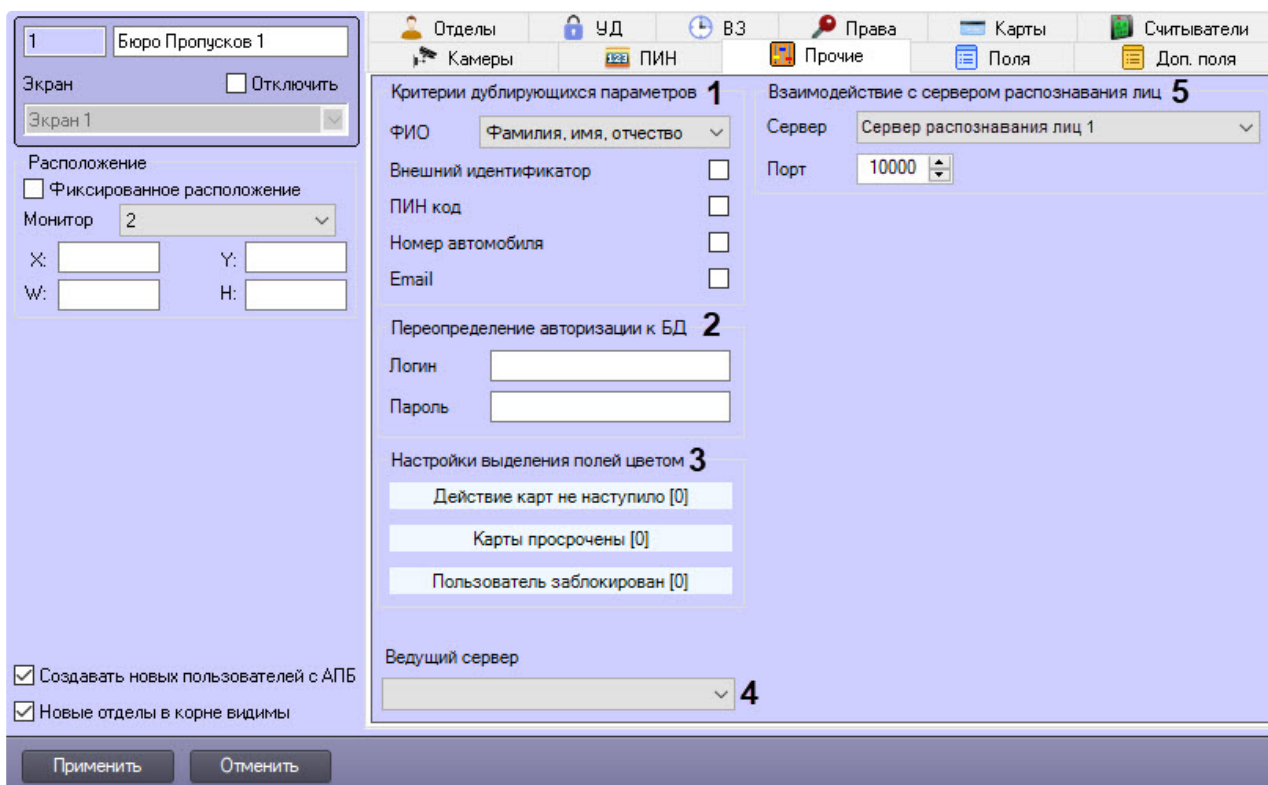 1
Бюро Пропусков 1
Экран
Отключить
Экран 1
Расположение
Фиксированное расположение
Монитор 2
X: Y:
W: H:
Создавать новых пользователей с АПБ
Новые отделы в корне видимы
Отделы УД ВЗ Права Карты Считыватели
Камеры 123 ПИН Прочие Поля Доп. поля
Критерии дублирующихся параметров 1
ФИО Фамилия, имя, отчество
Внешний идентификатор
ПИН код
Номер автомобиля
Email
Переопределение авторизации к БД 2
Логин
Пароль
Настройки выделения полей цветом 3
Действие карт не наступило [0]
Карты просрочены [0]
Пользователь заблокирован [0]
Ведущий сервер
4
Взаимодействие с сервером распознавания лиц 5
Сервер Сервер распознавания лиц 1
Порт 10000
Применить Отменить